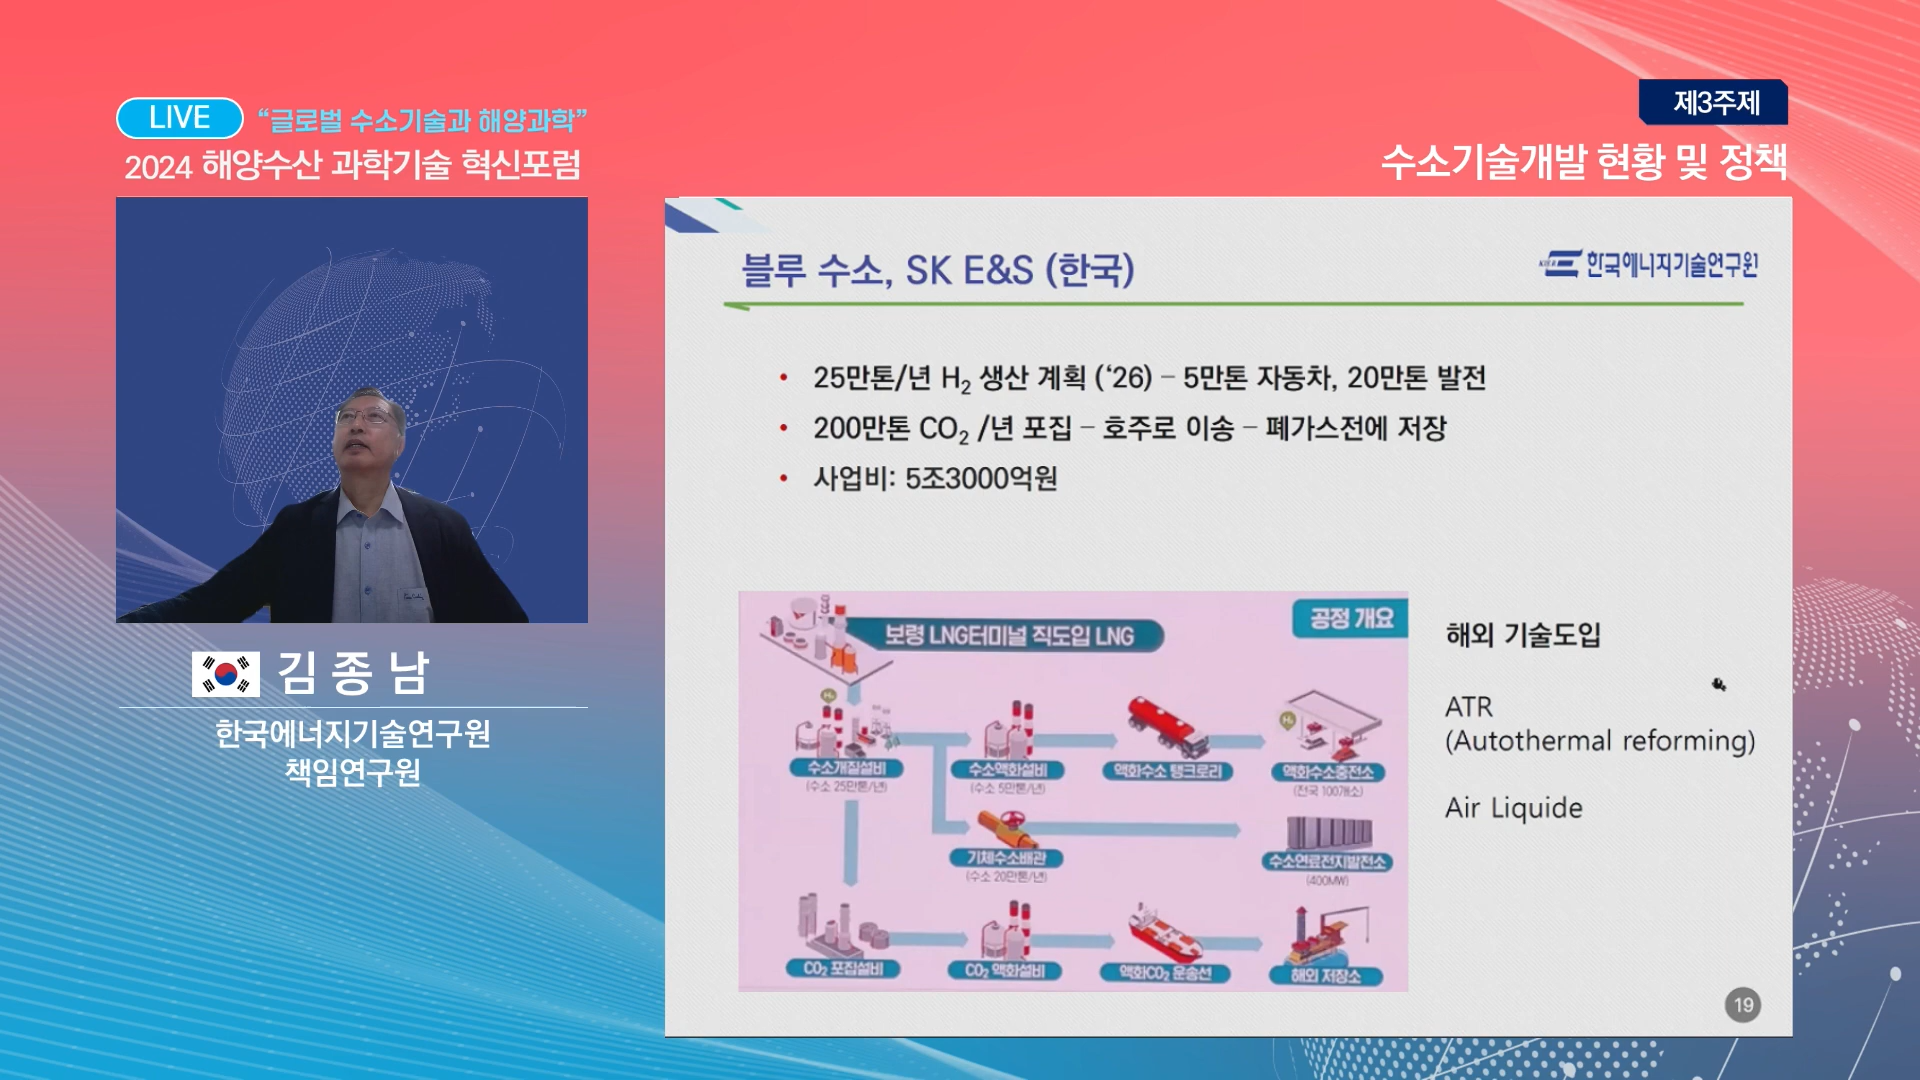 LIVE
“글로벌 수소기술과 해양과학”
2024 해양수산 과학기술 혁신포럼
제3주제
수소기술개발 현황 및 정책
김종남
한국에너지기술연구원
책임연구원
블루 수소, SK E&S (한국)
한국에너지기술연구원
• 25만톤/년 H₂ 생산 계획 (‘26) – 5만톤 자동차, 20만톤 발전
• 200만톤 CO₂ /년 포집 – 호주로 이송 – 폐가스전에 저장
• 사업비: 5조3000억원
보령 LNG터미널 직도입 LNG
공정 개요
H₂
H₂
수소개질설비
(수소 25만톤/년)
수소액화설비
(수소 5만톤/년)
액화수소 탱크로리
액화수소충전소
(전국 100개소)
기체수소배관
(수소 20만톤/년)
수소연료전지발전소
(400MW)
CO₂ 포집설비
CO₂ 액화설비
액화CO₂ 운송선
해외 저장소
해외 기술도입
ATR
(Autothermal reforming)
Air Liquide
19